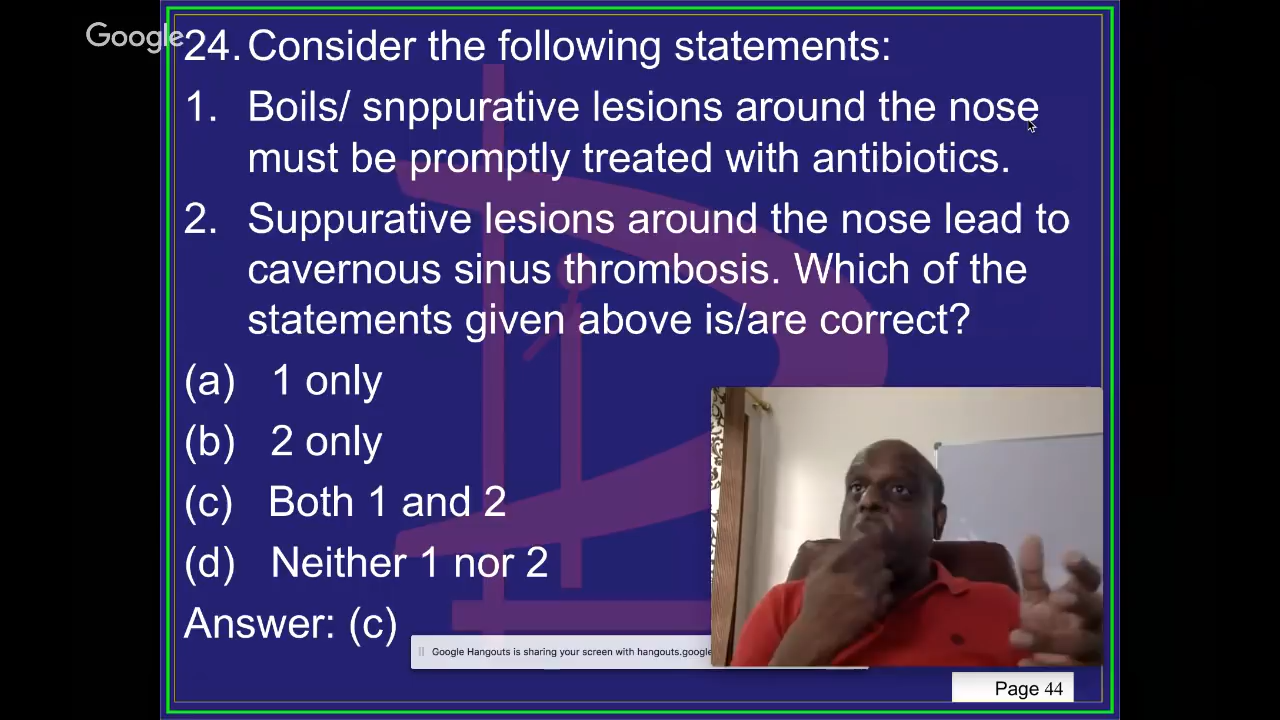 Google
24. Consider the following statements:
1. Boils/ snppurative lesions around the nose
must be promptly treated with antibiotics.
2. Suppurative lesions around the nose lead to
cavernous sinus thrombosis. Which of the
statements given above is/are correct?
(a) 1 only
(b) 2 only
(c) Both 1 and 2
(d) Neither 1 nor 2
Answer: (c)
Google Hangouts is sharing your screen with hangouts.google
Page 44